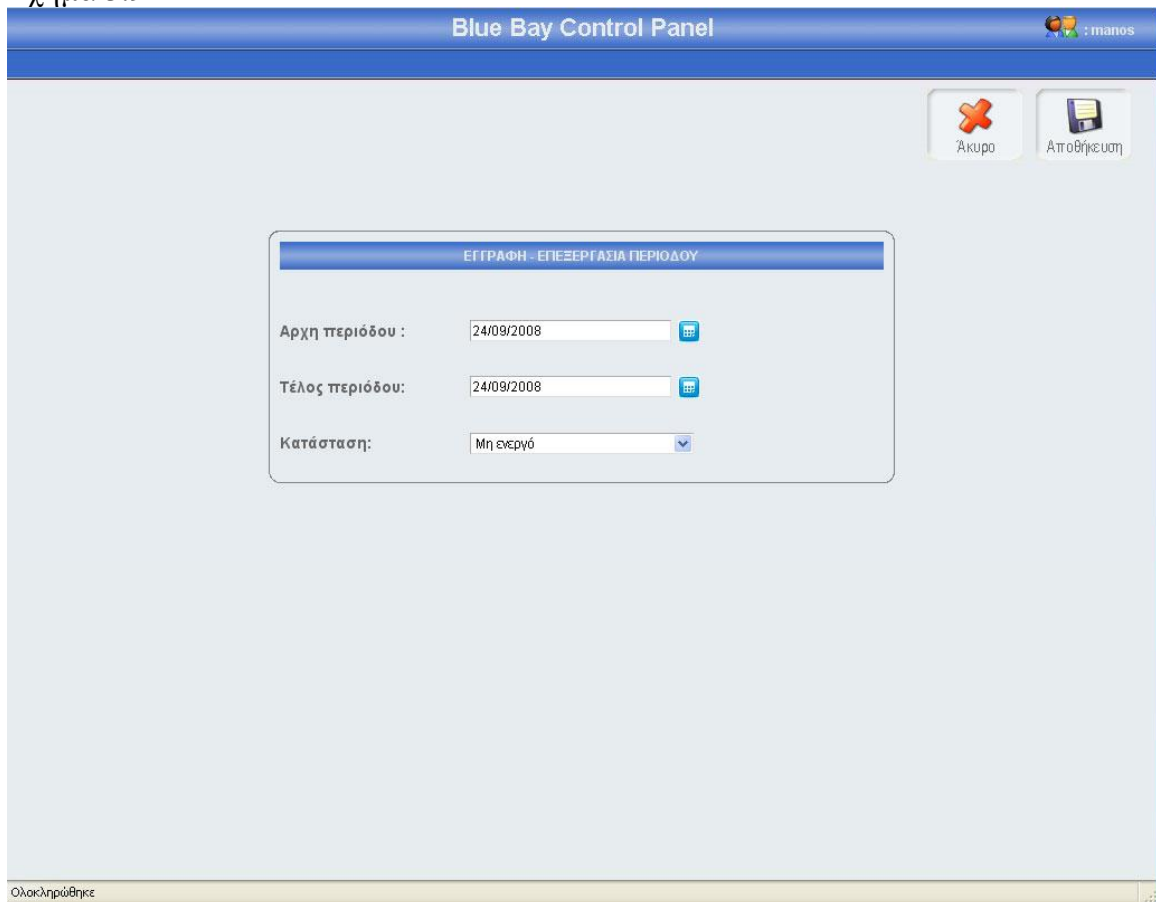 Blue Bay Control Panel
: manos
Άκυρο
Αποθήκευση
ΕΓΓΡΑΦΗ - ΕΠΕΞΕΡΓΑΣΙΑ ΠΕΡΙΟΔΟΥ
Αρχη περιόδου :
24/09/2008
Τέλος περιόδου:
24/09/2008
Κατάσταση:
Μη ενεργό
Ολοκληρώθηκε